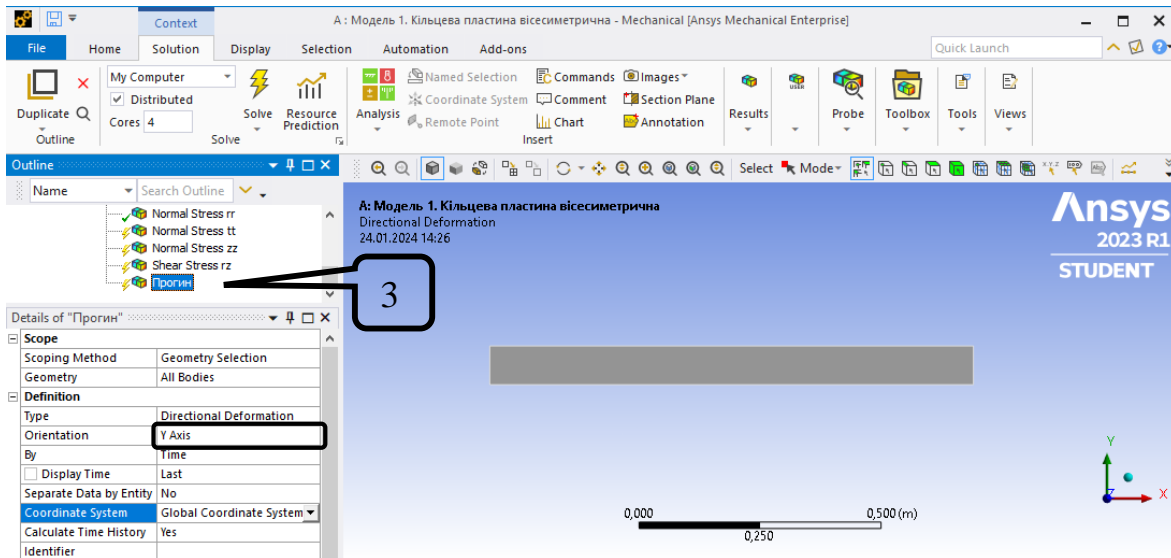 Context
A : Модель 1. Кільцева пластина вісесиметрична - Mechanical [Ansys Mechanical Enterprise]
File Home Solution Display Selection Automation Add-ons Quick Launch
Duplicate
Outline
My Computer
Distributed
Cores 4
Solve
Resource Prediction
Solve
Analysis
Named Selection
Coordinate System
Remote Point
Commands
Comment
Chart
Images
Section Plane
Annotation
Insert
Results
USER
Probe
Toolbox
Tools
Views
Outline
Name Search Outline
Select Mode
Normal Stress rr
Normal Stress tt
Normal Stress zz
Shear Stress rz
Прогин
3
A: Модель 1. Кільцева пластина вісесиметрична
Directional Deformation
24.01.2024 14:26
Ansys
2023 R1
STUDENT
Details of "Прогин"
Scope
Scoping Method Geometry Selection
Geometry All Bodies
Definition
Type Directional Deformation
Orientation Y Axis
By Time
Display Time Last
Separate Data by Entity No
Coordinate System Global Coordinate System
Calculate Time History Yes
Identifier
0,000 0,500 (m)
0,250
Y
Z X